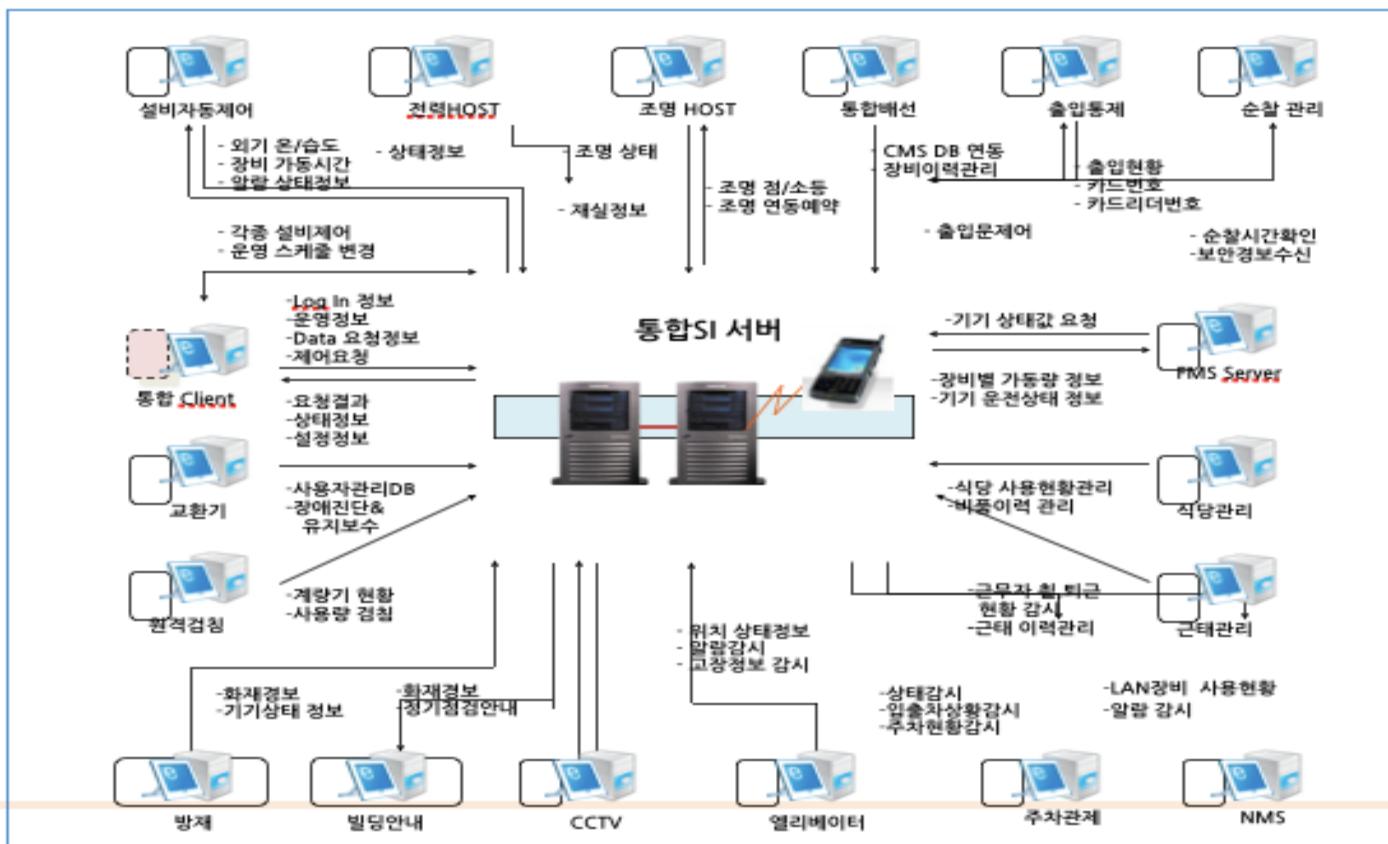 설비자동제어
전력HOST
조명 HOST
통합배선
출입통제
순찰 관리
- 외기 온/습도
- 장비 가동시간
- 알람 상태정보
- 상태정보
- 조명 상태
- 재실정보
- 조명 점/소등
- 조명 연동예약
- CMS DB 연동
장비이력관리
- 출입현황
- 카드번호
- 카드리더번호
- 출입문제어
- 순찰시간확인
-보안경보수신
- 각종 설비제어
- 운영 스케줄 변경
-Log In 정보
-운영정보
-Data 요청정보
-제어요청
통합 Client
-요청결과
-상태정보
-설정정보
통합SI 서버
-기기 상태값 요청
FMS Server
-장비별 가동량 정보
-기기 운전상태 정보
교환기
-사용자관리DB
-장애진단&
유지보수
-식당 사용현황관리
-비품이력 관리
식당관리
원격검침
-계량기 현황
-사용량 검침
-근무자 출 퇴근
현황 감시
-근태 이력관리
근태관리
- 위치 상태정보
- 알람감시
- 고장정보 감시
-화재경보
-기기상태 정보
-화재경보
-정기점검안내
-상태감시
-입출차상황감시
-주차현황감시
-LAN장비 사용현황
-알람 감시
방재
빌딩안내
CCTV
엘리베이터
주차관제
NMS